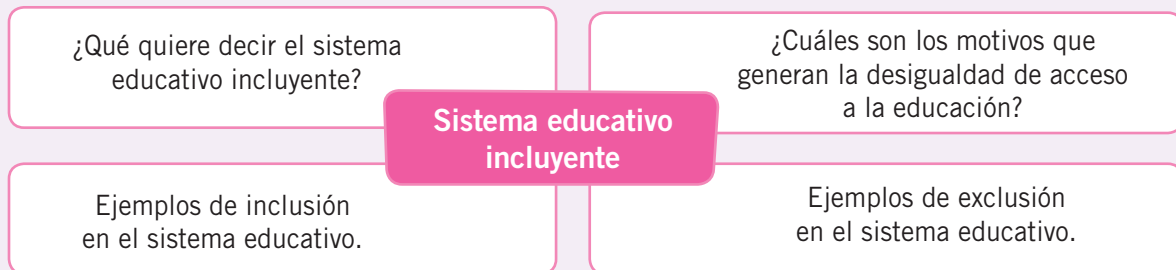 ¿Qué quiere decir el sistema
educativo incluyente?
¿Cuáles son los motivos que
generan la desigualdad de acceso
a la educación?
Sistema educativo
incluyente
Ejemplos de inclusión
en el sistema educativo.
Ejemplos de exclusión
en el sistema educativo.